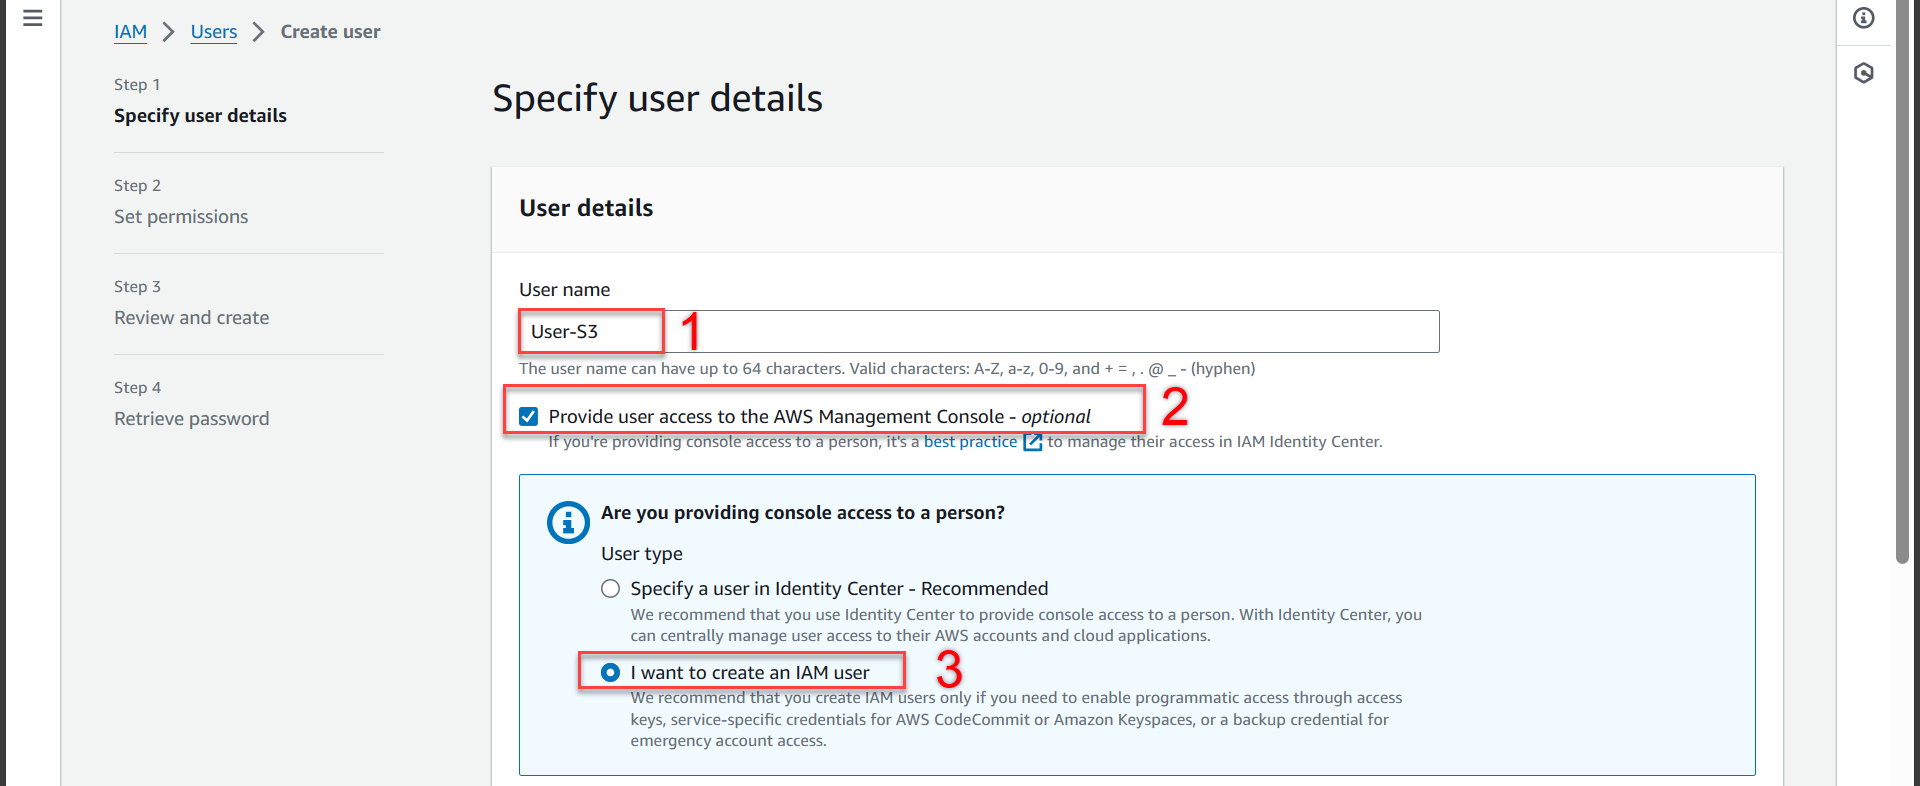 IAM > Users > Create user
Step 1
Specify user details
Step 2
Set permissions
Step 3
Review and create
Step 4
Retrieve password
Specify user details
User details
User name
User-S3 1
The user name can have up to 64 characters. Valid characters: A-Z, a-z, 0-9, and + = , . @ _ - (hyphen)
Provide user access to the AWS Management Console - optional 2
If you're providing console access to a person, it's a best practice to manage their access in IAM Identity Center.
Are you providing console access to a person?
User type
Specify a user in Identity Center - Recommended
We recommend that you use Identity Center to provide console access to a person. With Identity Center, you
can centrally manage user access to their AWS accounts and cloud applications.
I want to create an IAM user 3
We recommend that you create IAM users only if you need to enable programmatic access through access
keys, service-specific credentials for AWS CodeCommit or Amazon Keyspaces, or a backup credential for
emergency account access.